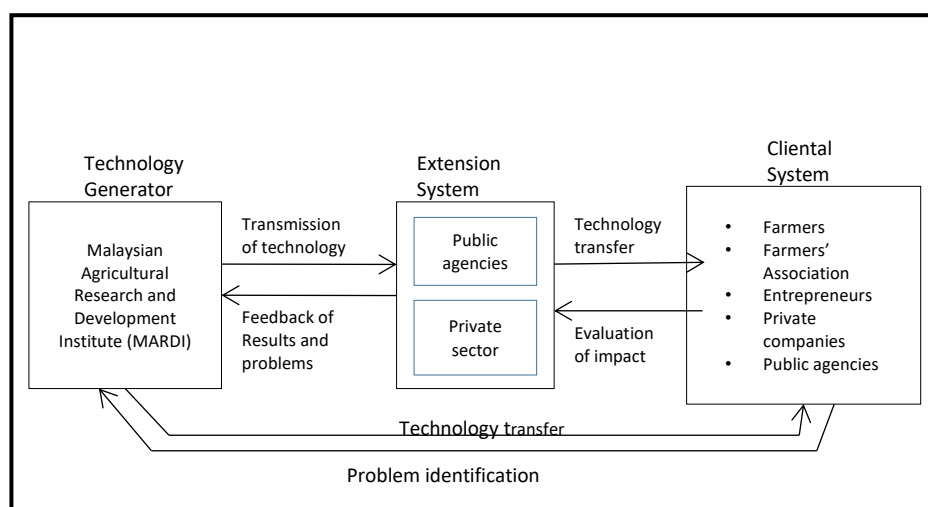 Technology
Generator
Malaysian
Agricultural
Research and
Development
Institute (MARDI)
Transmission
of technology
Feedback of
Results and
problems
Extension
System
Public
agencies
Private
sector
Technology
transfer
Evaluation
of impact
Cliental
System
• Farmers
• Farmers’
Association
• Entrepreneurs
• Private
companies
• Public agencies
Technology transfer
Problem identification